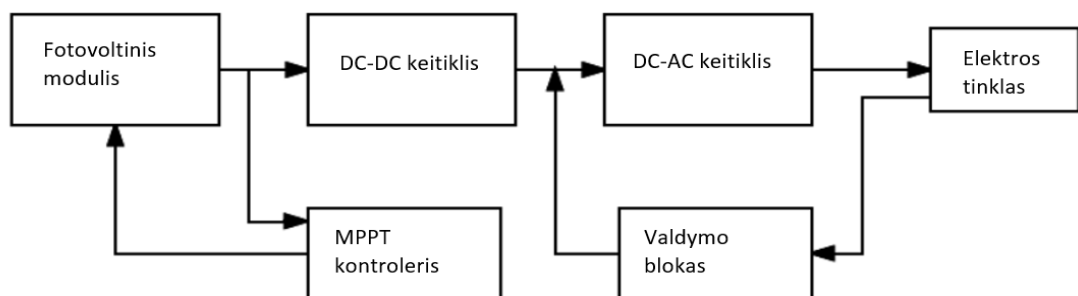 Fotovoltinis
modulis
DC-DC keitiklis
DC-AC keitiklis
Elektros
tinklas
MPPT
kontroleris
Valdymo
blokas